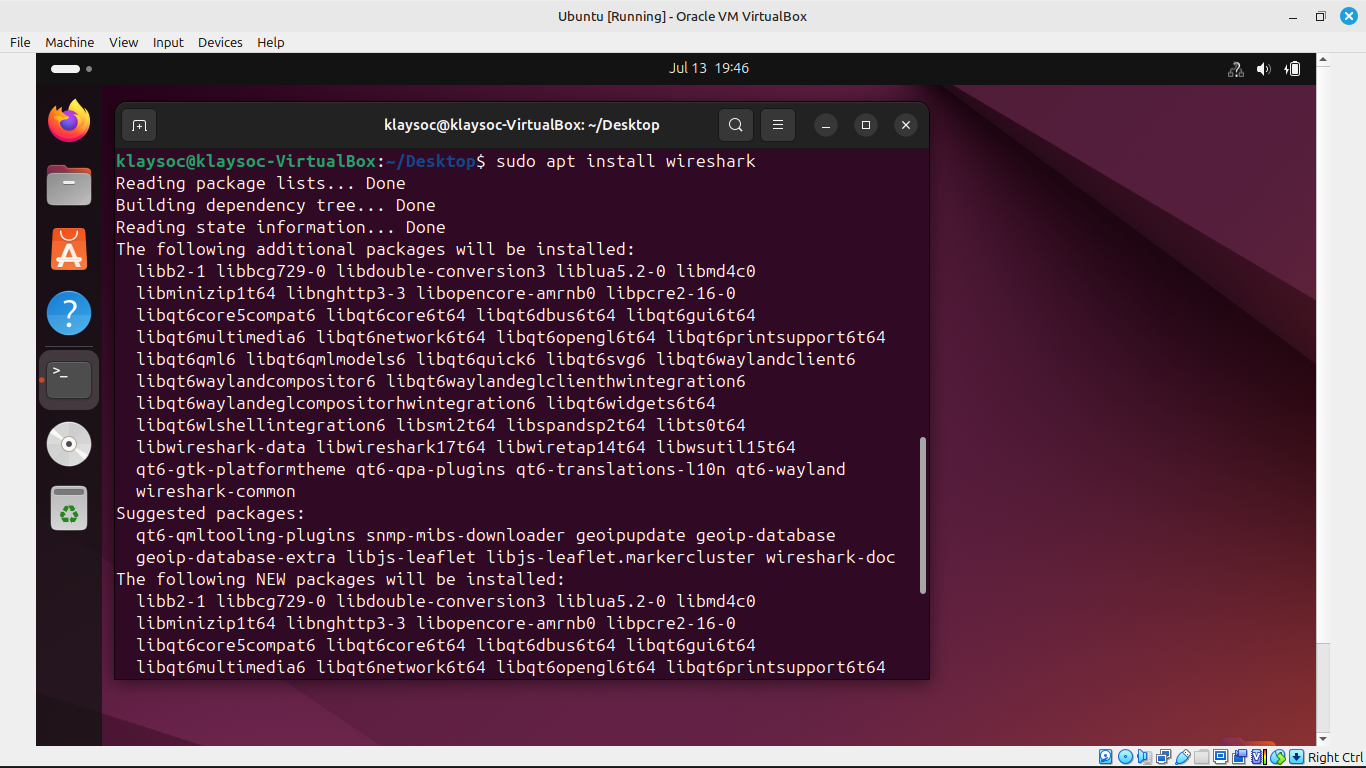 Ubuntu [Running] - Oracle VM VirtualBox
File Machine View Input Devices Help
Jul 13 19:46
klaysoc@klaysoc-VirtualBox: ~/Desktop
klaysoc@klaysoc-VirtualBox:~/Desktop$ sudo apt install wireshark
Reading package lists... Done
Building dependency tree... Done
Reading state information... Done
The following additional packages will be installed:
libb2-1 libbcg729-0 libdouble-conversion3 liblua5.2-0 libmd4c0
libminizip1t64 libnghttp3-3 libopencore-amrnb0 libpcre2-16-0
libqt6core5compat6 libqt6core6t64 libqt6dbus6t64 libqt6gui6t64
libqt6multimedia6 libqt6network6t64 libqt6opengl6t64 libqt6printsupport6t64
libqt6qml6 libqt6qmlmodels6 libqt6quick6 libqt6svg6 libqt6waylandclient6
libqt6waylandcompositor6 libqt6waylandeglclienthwintegration6
libqt6waylandeglcompositorhwintegration6 libqt6widgets6t64
libqt6wlshellintegration6 libsmi2t64 libspandsp2t64 libts0t64
libwireshark-data libwireshark17t64 libwiretap14t64 libwsutil15t64
qt6-gtk-platformtheme qt6-qpa-plugins qt6-translations-l10n qt6-wayland
wireshark-common
Suggested packages:
qt6-qmltooling-plugins snmp-mibs-downloader geoipupdate geoip-database
geoip-database-extra libjs-leaflet libjs-leaflet.markercluster wireshark-doc
The following NEW packages will be installed:
libb2-1 libbcg729-0 libdouble-conversion3 liblua5.2-0 libmd4c0
libminizip1t64 libnghttp3-3 libopencore-amrnb0 libpcre2-16-0
libqt6core5compat6 libqt6core6t64 libqt6dbus6t64 libqt6gui6t64
libqt6multimedia6 libqt6network6t64 libqt6opengl6t64 libqt6printsupport6t64
Right Ctrl